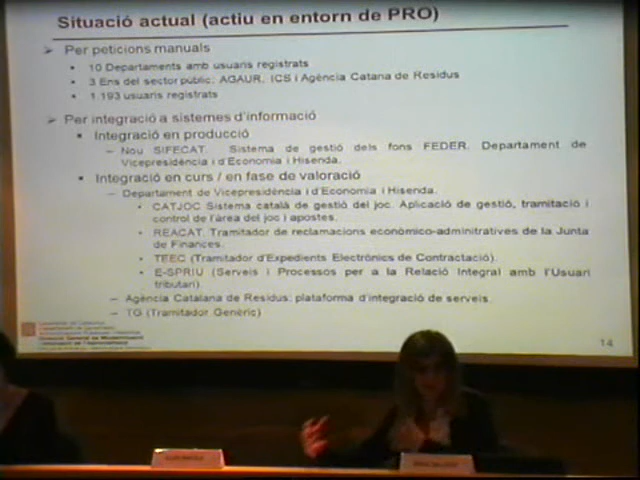 Situació actual (actiu en entorn de PRO)
Per peticions manuals
10 Departaments amb usuaris registrats
3 Ens del sector públic: AGAUR, ICS i Agència Catana de Residus
1.193 usuaris registrats
Per integració a sistemes d'informació
Integració en producció
– Nou SIFECAT. Sistema de gestió dels fons FEDER. Departament de
Vicepresidència i d'Economia i Hisenda.
Integració en curs / en fase de valoració
– Departament de Vicepresidència i d'Economia i Hisenda.
CATJOC Sistema català de gestió del joc. Aplicació de gestió, tramitació i
control de l'àrea del joc i apostes.
REACAT. Tramitador de reclamacions econòmico-adminitratives de la Junta
de Finances.
TEEC (Tramitador d'Expedients Electrònics de Contractació).
E-SPRIU (Serveis i Processos per a la Relació Integral amb l'Usuari
tributari).
– Agència Catalana de Residus: plataforma d'integració de serveis.
– TG (Tramitador Genèric)
14